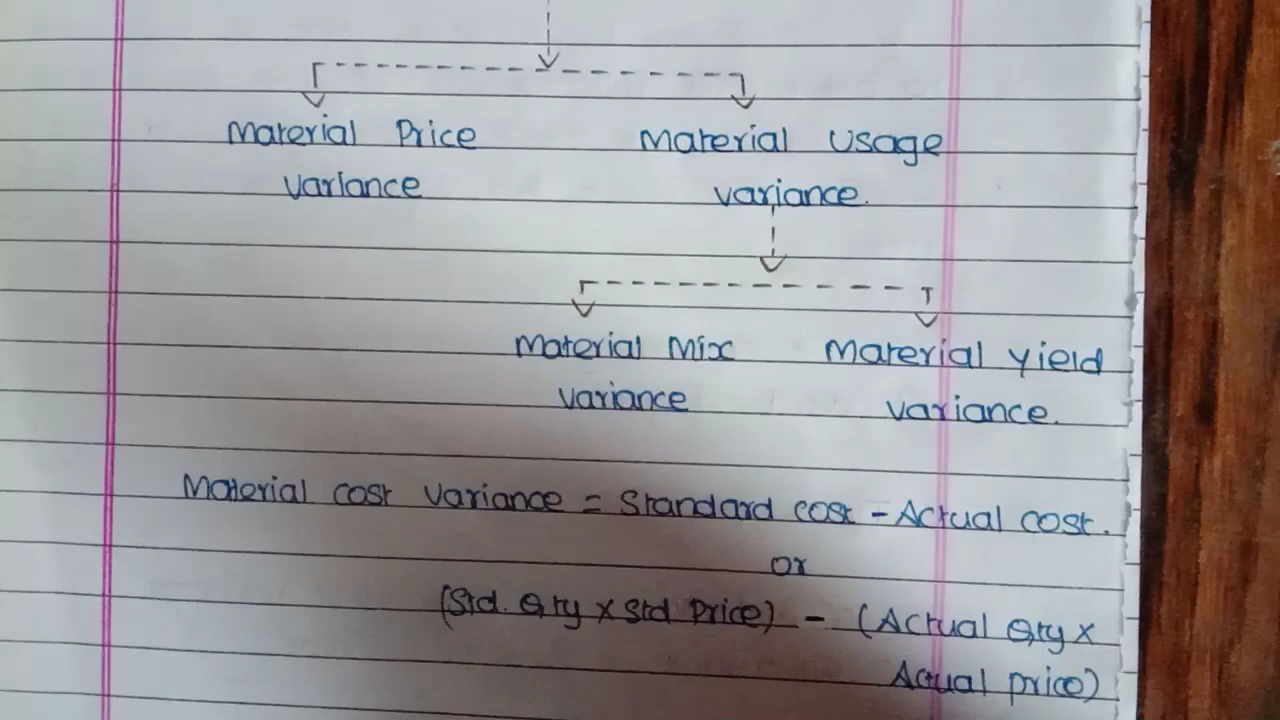 Material Price Material Usage
variance variance.
Material Mix Material yield
variance variance.
Material cost variance = Standard cost - Actual cost.
or
(Std. Qty x Std Price) - (Actual Qty x
Actual price)